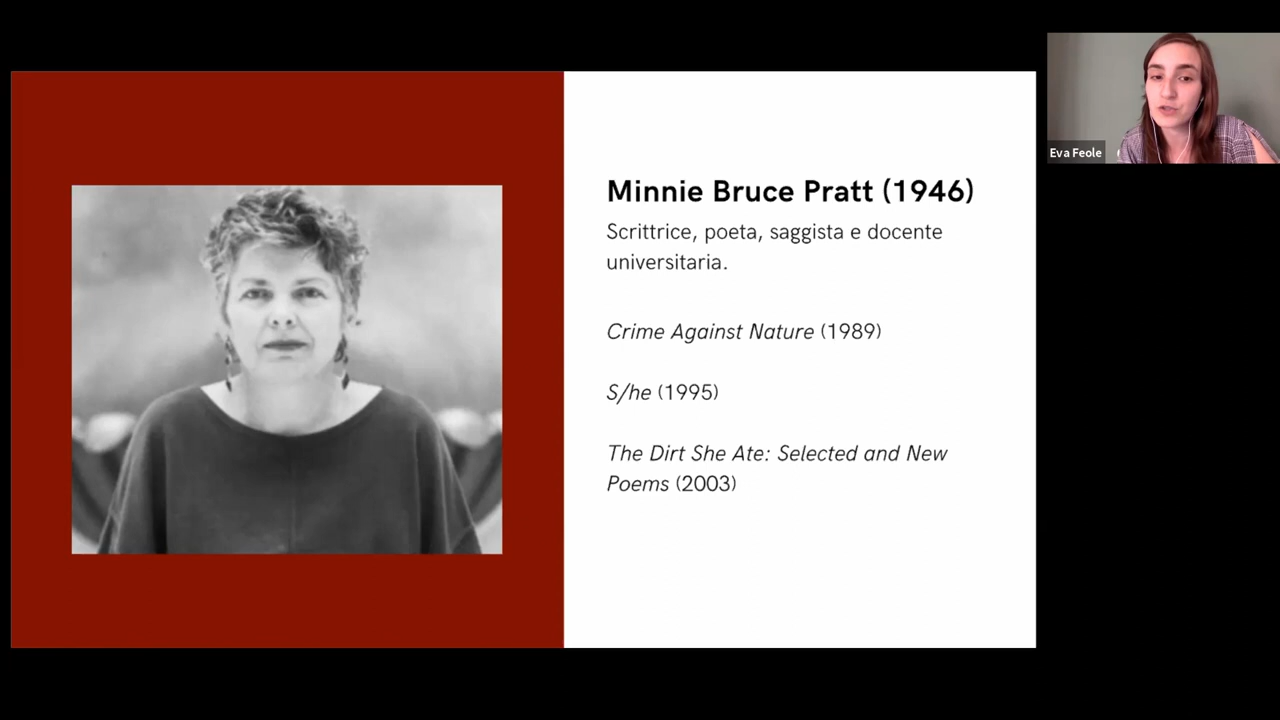 Minnie Bruce Pratt (1946)
Scrittrice, poeta, saggista e docente
universitaria.
Crime Against Nature (1989)
S/he (1995)
The Dirt She Ate: Selected and New
Poems (2003)
Eva Feole